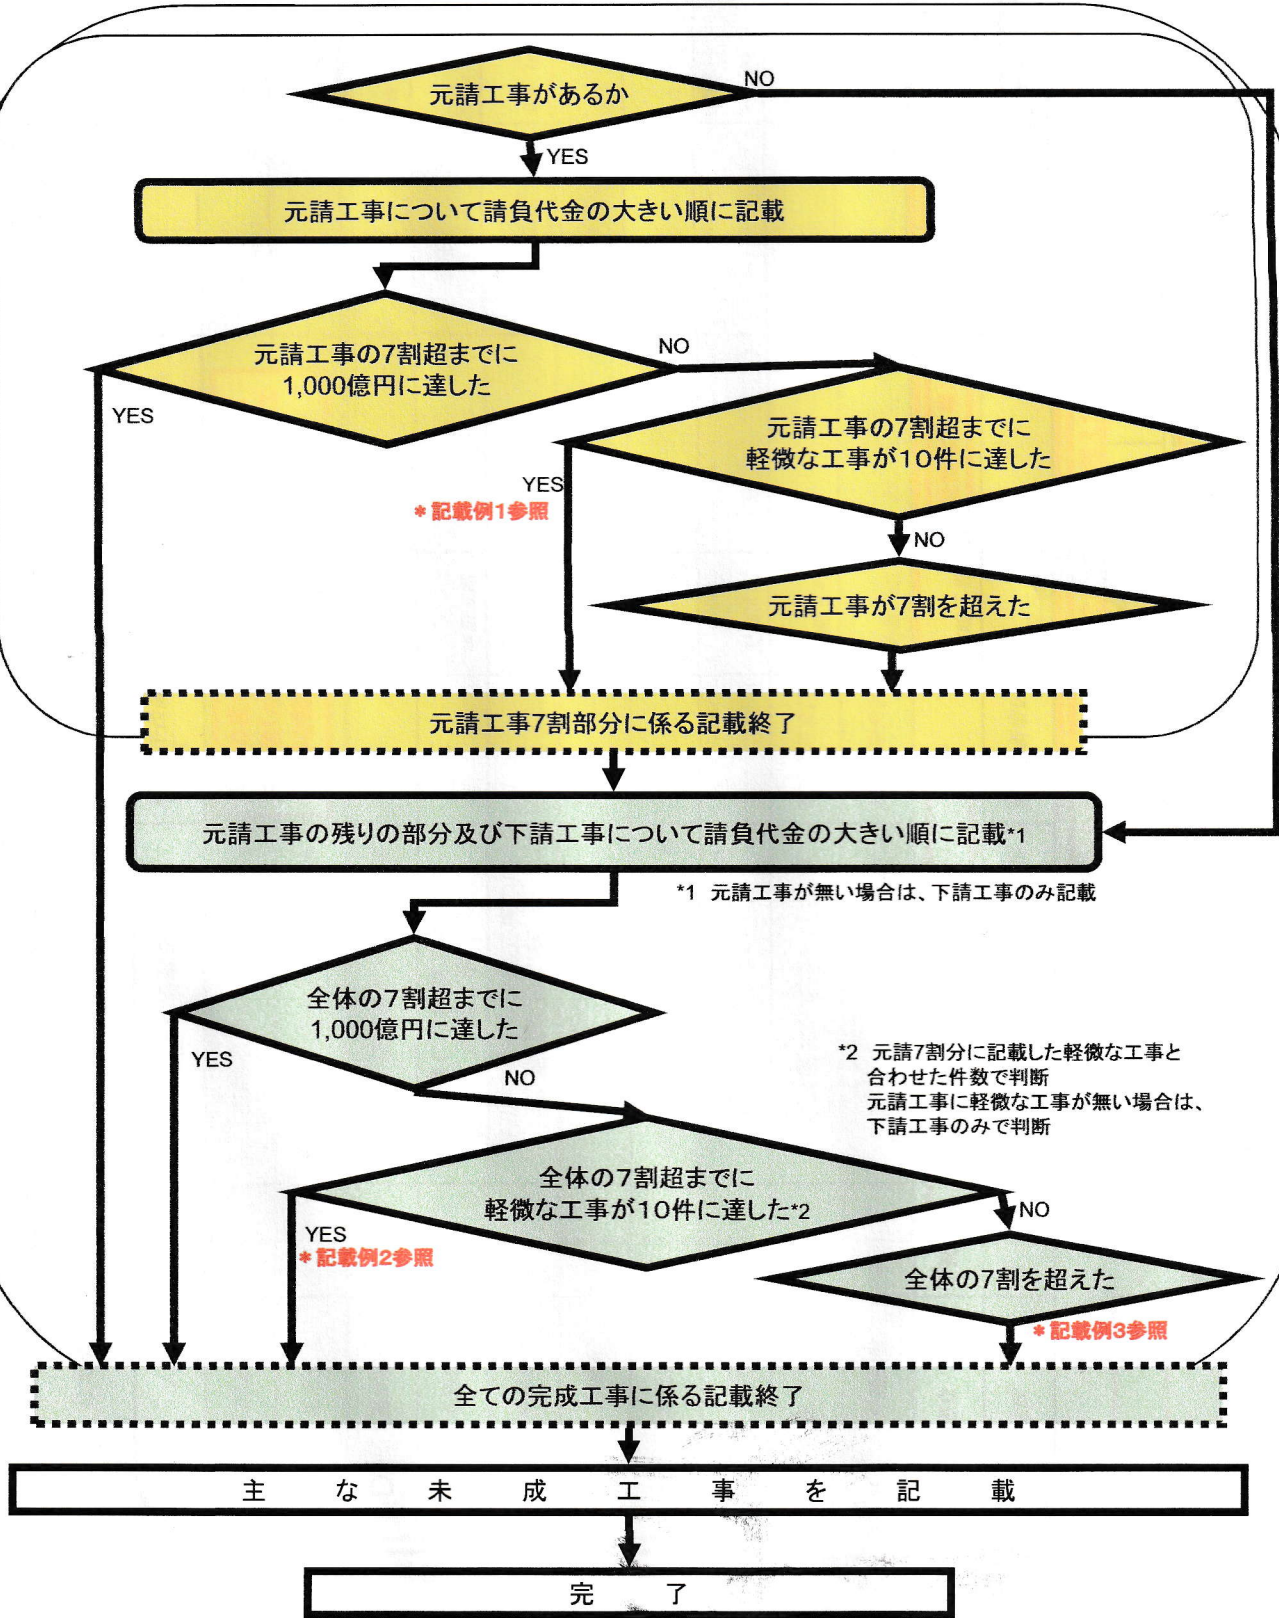 元請工事があるか
NO
YES
元請工事について請負代金の大きい順に記載
元請工事の7割超までに
1,000億円に達した
NO
YES
元請工事の7割超までに
軽微な工事が10件に達した
YES
*記載例1参照
NO
元請工事が7割を超えた
元請工事7割部分に係る記載終了
元請工事の残りの部分及び下請工事について請負代金の大きい順に記載*1
*1 元請工事が無い場合は、下請工事のみ記載
全体の7割超までに
1,000億円に達した
YES
NO
*2 元請7割分に記載した軽微な工事と
合わせた件数で判断
元請工事に軽微な工事が無い場合は、
下請工事のみで判断
全体の7割超までに
軽微な工事が10件に達した*2
YES
*記載例2参照
NO
全体の7割を超えた
*記載例3参照
全ての完成工事に係る記載終了
主な未成工事を記載
完了